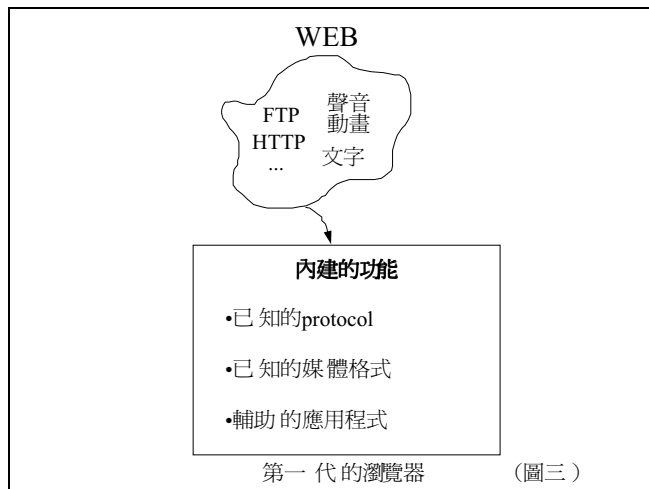 WEB
FTP
HTTP
...
聲音
動畫
文字
內建的功能
•已知的protocol
•已知的媒體格式
•輔助的應用程式
第一代的瀏覽器 （圖三）